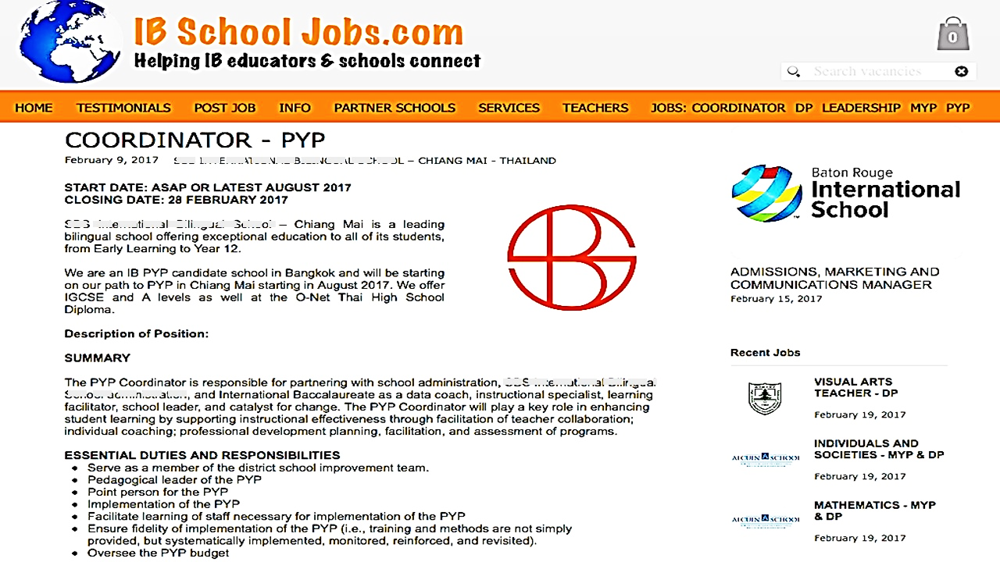 IB School Jobs.com
Helping IB educators & schools connect
0
Search vacancies
HOME TESTIMONIALS POST JOB INFO PARTNER SCHOOLS SERVICES TEACHERS JOBS: COORDINATOR DP LEADERSHIP MYP PYP
COORDINATOR - PYP
February 9, 2017 – CHIANG MAI - THAILAND
START DATE: ASAP OR LATEST AUGUST 2017
CLOSING DATE: 28 FEBRUARY 2017
– Chiang Mai is a leading
bilingual school offering exceptional education to all of its students,
from Early Learning to Year 12.
We are an IB PYP candidate school in Bangkok and will be starting
on our path to PYP in Chiang Mai starting in August 2017. We offer
IGCSE and A levels as well at the O-Net Thai High School
Diploma.
Description of Position:
SUMMARY
The PYP Coordinator is responsible for partnering with school administration,
and International Baccalaureate as a data coach, instructional specialist, learning
facilitator, school leader, and catalyst for change. The PYP Coordinator will play a key role in enhancing
student learning by supporting instructional effectiveness through facilitation of teacher collaboration;
individual coaching; professional development planning, facilitation, and assessment of programs.
ESSENTIAL DUTIES AND RESPONSIBILITIES
• Serve as a member of the district school improvement team.
• Pedagogical leader of the PYP
• Point person for the PYP
• Implementation of the PYP
• Facilitate learning of staff necessary for implementation of the PYP
• Ensure fidelity of implementation of the PYP (i.e., training and methods are not simply
provided, but systematically implemented, monitored, reinforced, and revisited).
• Oversee the PYP budget
Baton Rouge
International
School
ADMISSIONS, MARKETING AND
COMMUNICATIONS MANAGER
February 15, 2017
Recent Jobs
VISUAL ARTS
TEACHER - DP
February 19, 2017
ALCUIN A SCHOOL
INDIVIDUALS AND
SOCIETIES - MYP & DP
February 19, 2017
ALCUIN A SCHOOL
MATHEMATICS - MYP
& DP
February 19, 2017